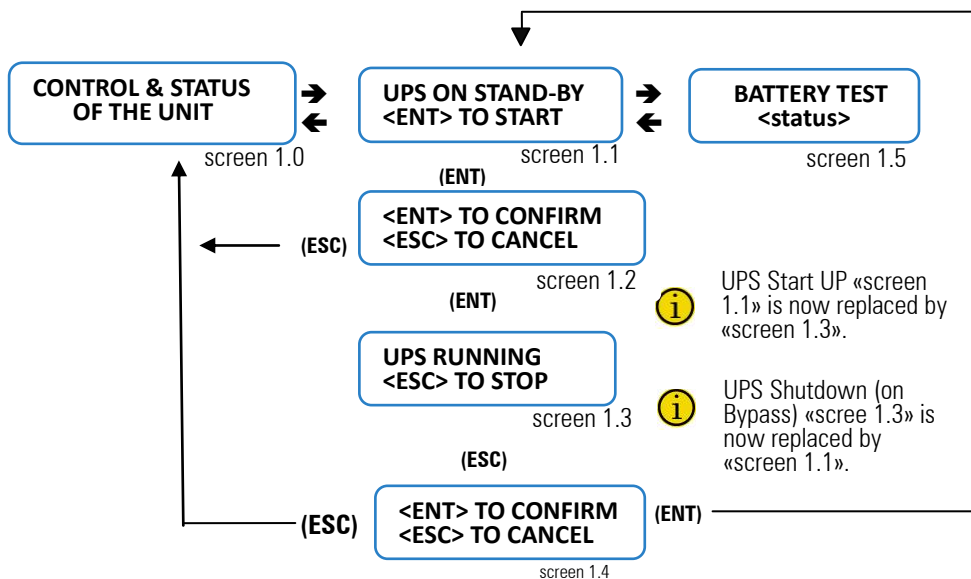 CONTROL & STATUS
OF THE UNIT
screen 1.0
UPS ON STAND-BY
<ENT> TO START
screen 1.1
BATTERY TEST
<status>
screen 1.5
(ENT)
<ENT> TO CONFIRM
<ESC> TO CANCEL
(ESC)
screen 1.2
(ENT)
UPS Start UP «screen
1.1» is now replaced by
«screen 1.3».
i
UPS RUNNING
<ESC> TO STOP
screen 1.3
UPS Shutdown (on
Bypass) «scree 1.3» is
now replaced by
«screen 1.1».
i
(ESC)
<ENT> TO CONFIRM
<ESC> TO CANCEL
(ESC)
(ENT)
screen 1.4